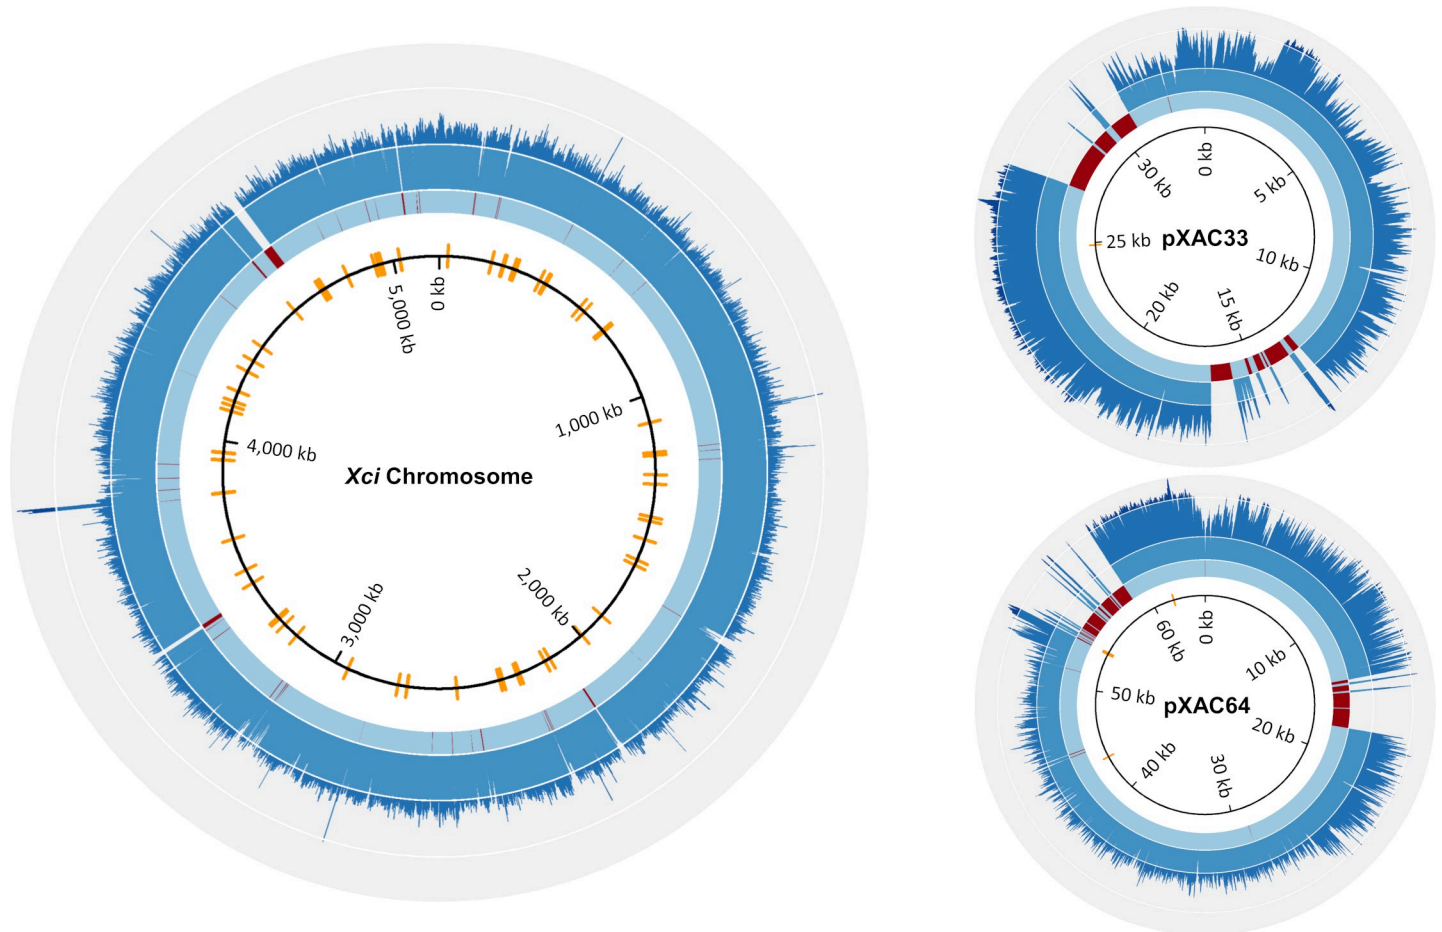 0 kb
1,000 kb
2,000 kb
3,000 kb
4,000 kb
5,000 kb
Xci Chromosome
0 kb
5 kb
10 kb
15 kb
20 kb
25 kb
30 kb
pXAC33
0 kb
10 kb
20 kb
30 kb
40 kb
50 kb
60 kb
pXAC64